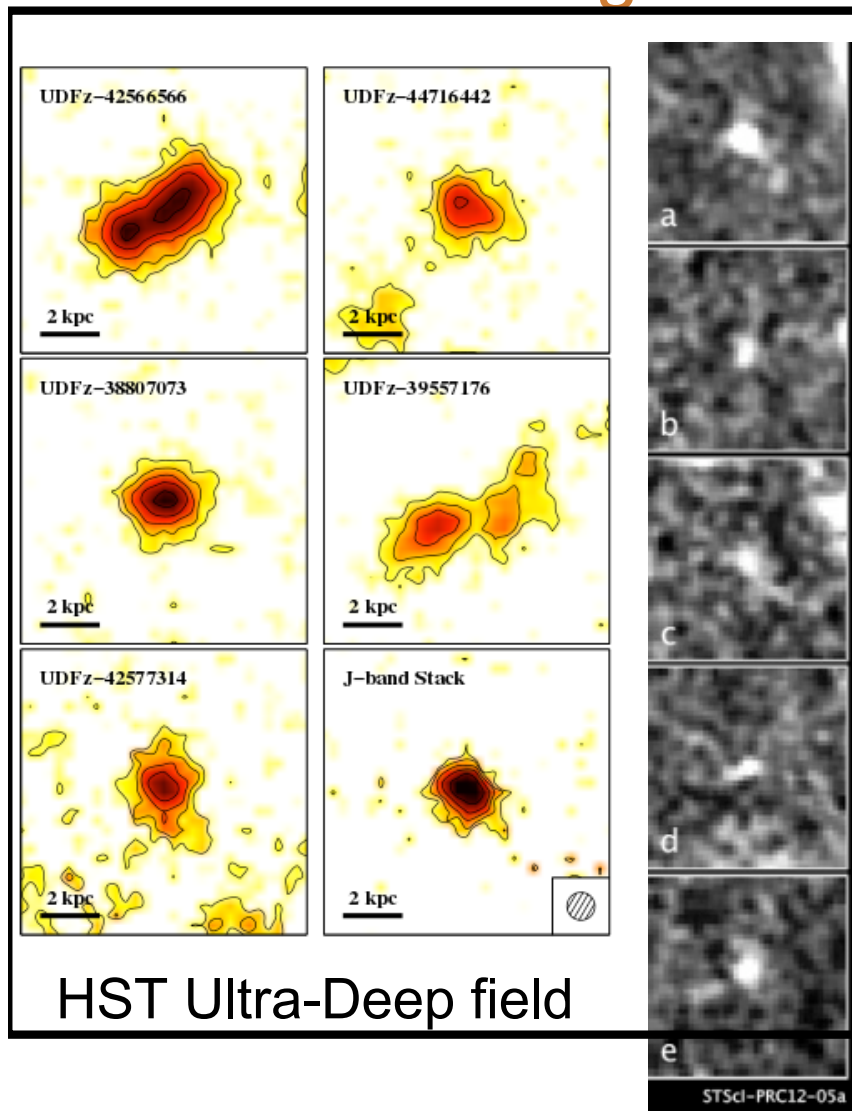 UDFz–42566566
2 kpc
UDFz–44716442
2 kpc
UDFz–38807073
2 kpc
UDFz–39557176
2 kpc
UDFz–42577314
2 kpc
J–band Stack
2 kpc
HST Ultra-Deep field
a
b
c
d
e
STScI-PRC12-05a